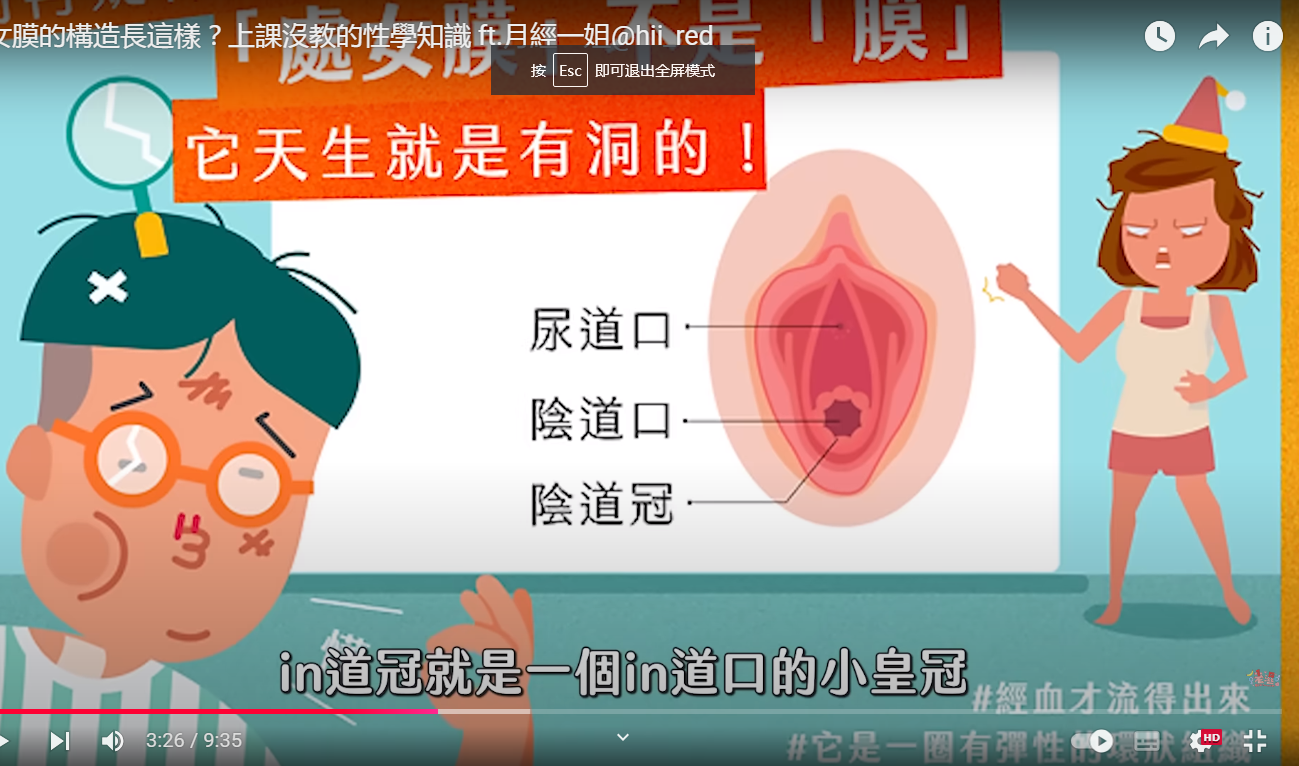 女膜的構造長這樣？上課沒教的性學知識 ft.月經一姐@hii_red
「處女膜」不是「膜」
按 Esc 即可退出全屏模式
它天生就是有洞的！
尿道口
陰道口
陰道冠
in道冠就是一個in道口的小皇冠
#經血才流得出來
3:26 / 9:35
HD
#它是一圈有彈性的環狀組織